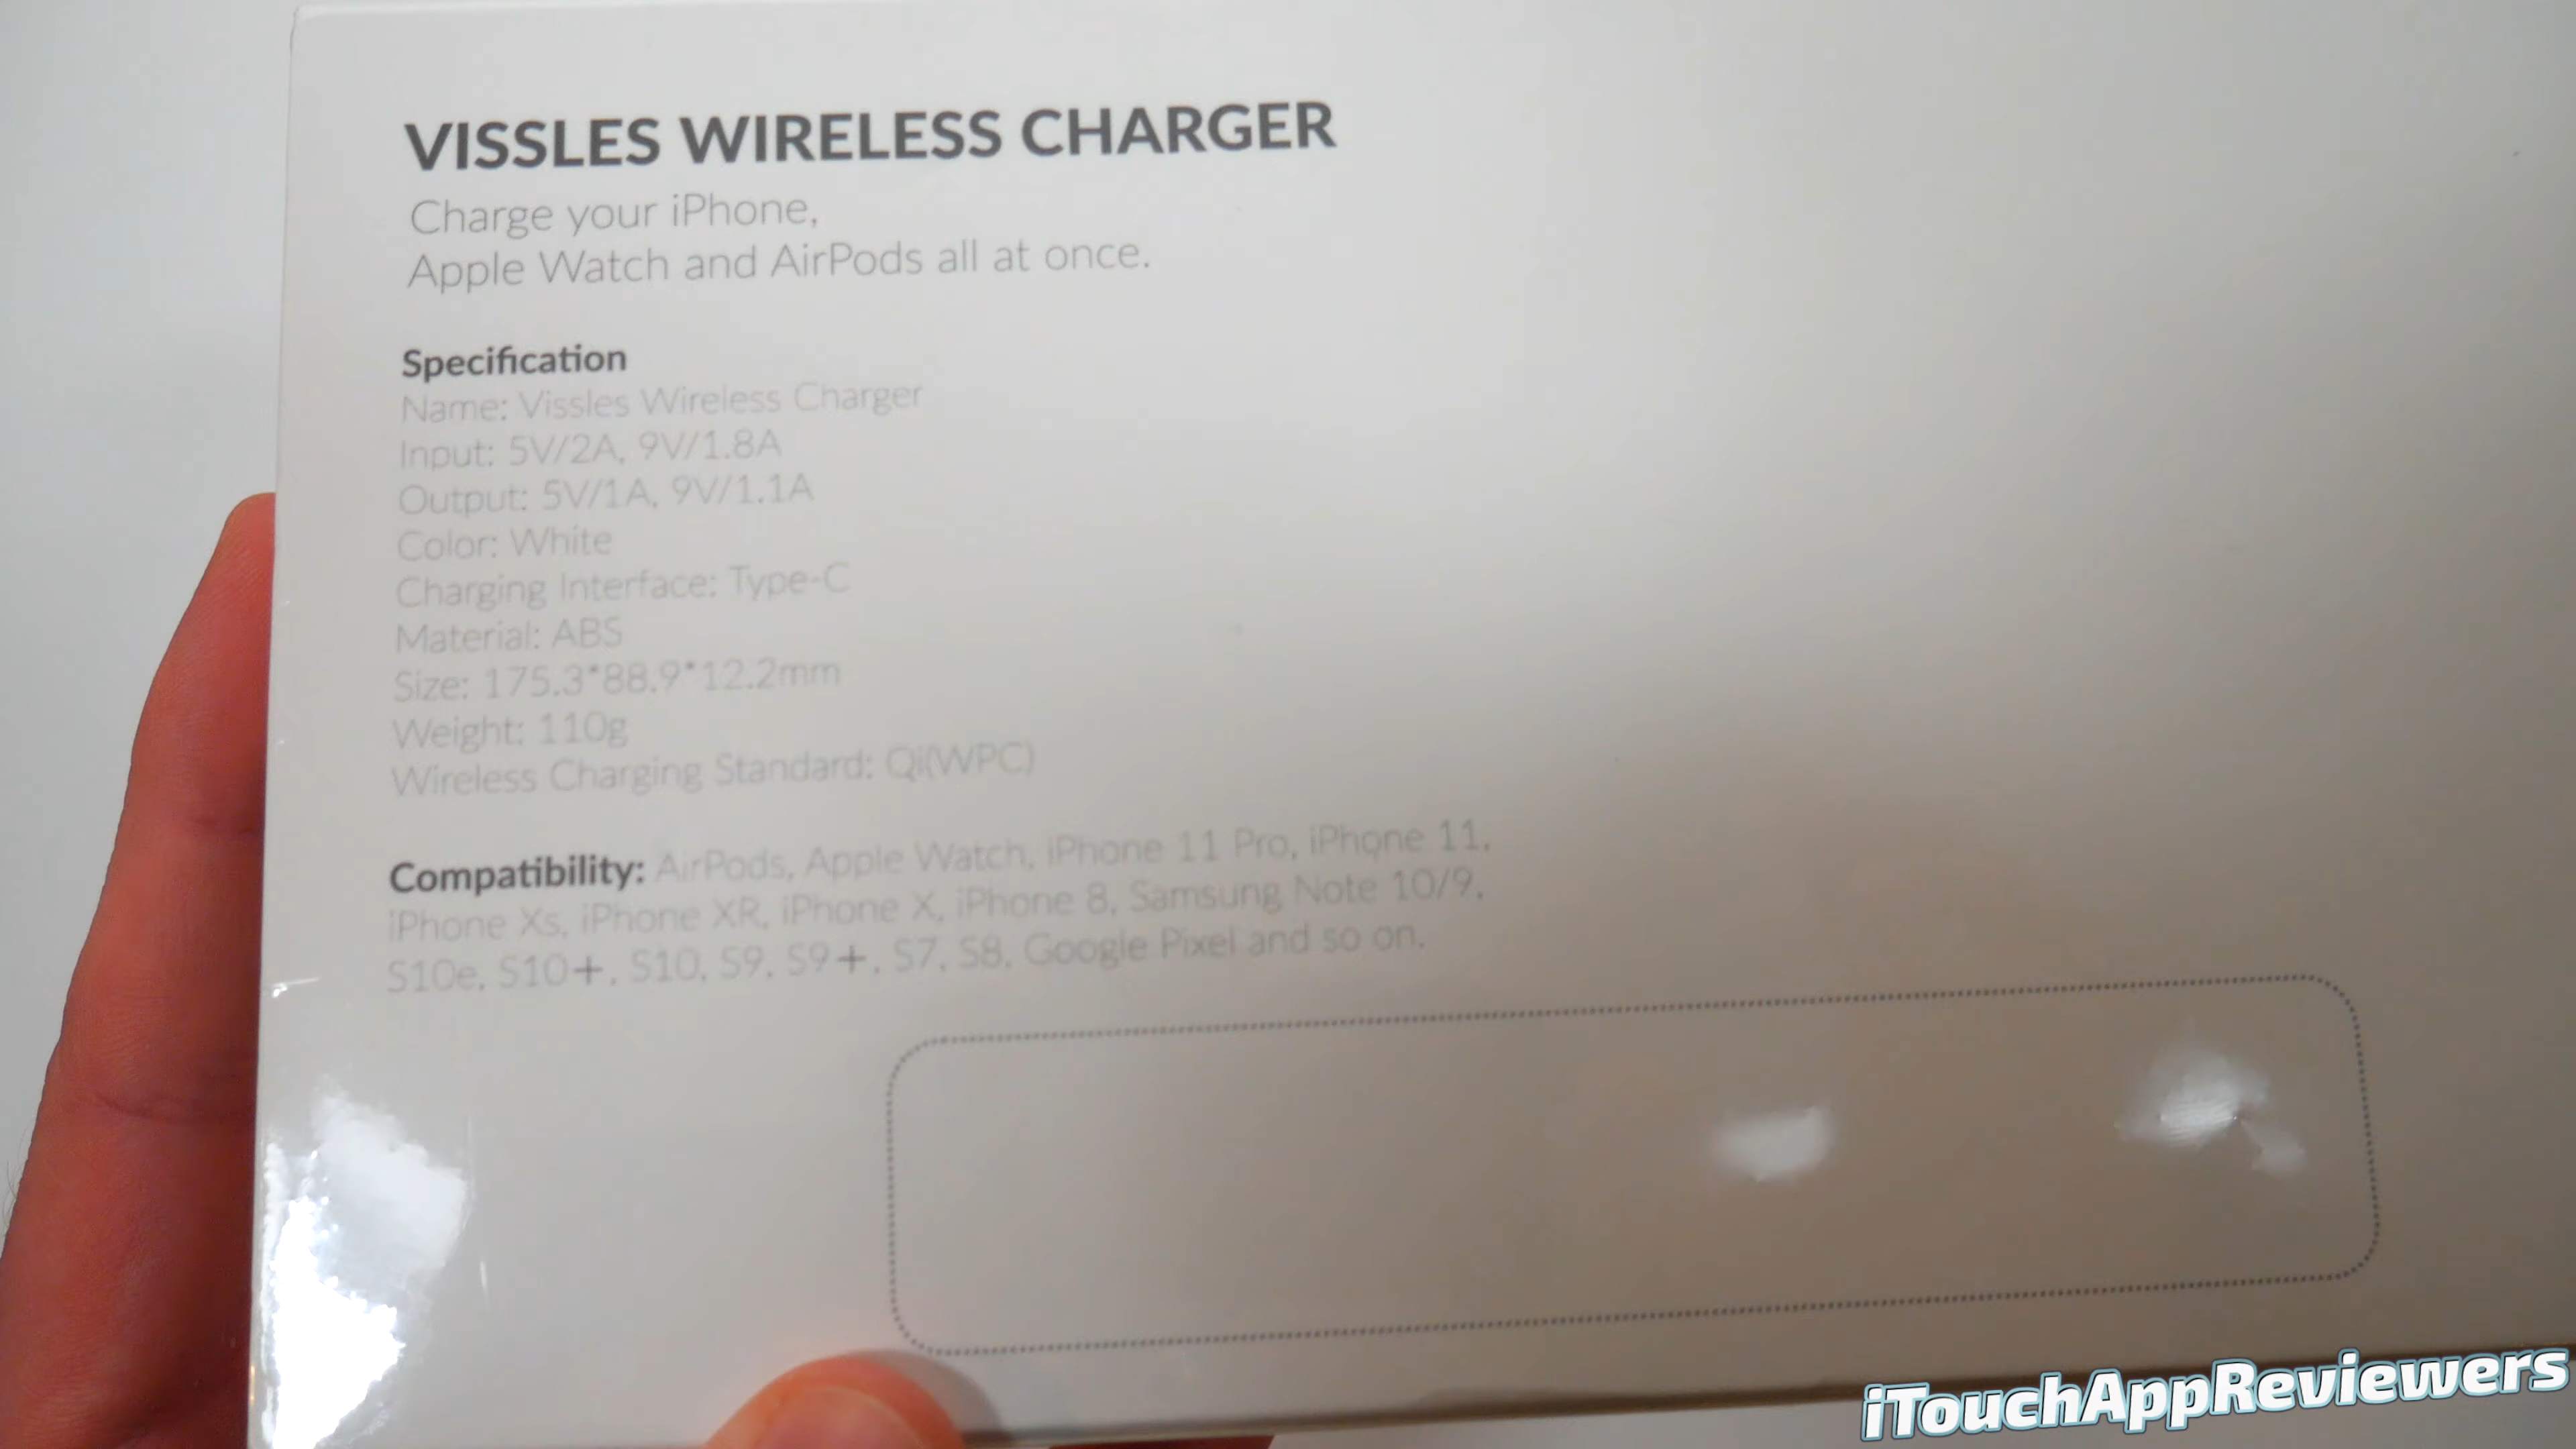 VISSLES WIRELESS CHARGER
Charge your iPhone,
Apple Watch and AirPods all at once.
Specification
Name: Vissles Wireless Charger
Input: 5V/2A, 9V/1.8A
Output: 5V/1A, 9V/1.1A
Color: White
Charging Interface: Type-C
Material: ABS
Size: 175.3*88.9*12.2mm
Weight: 110g
Wireless Charging Standard: Qi(WPC)
Compatibility: AirPods, Apple Watch, iPhone 11 Pro, iPhone 11,
iPhone Xs, iPhone XR, iPhone X, iPhone 8, Samsung Note 10/9,
S10e, S10+, S10, S9, S9+, S7, S8, Google Pixel and so on.
iTouchAppReviewers